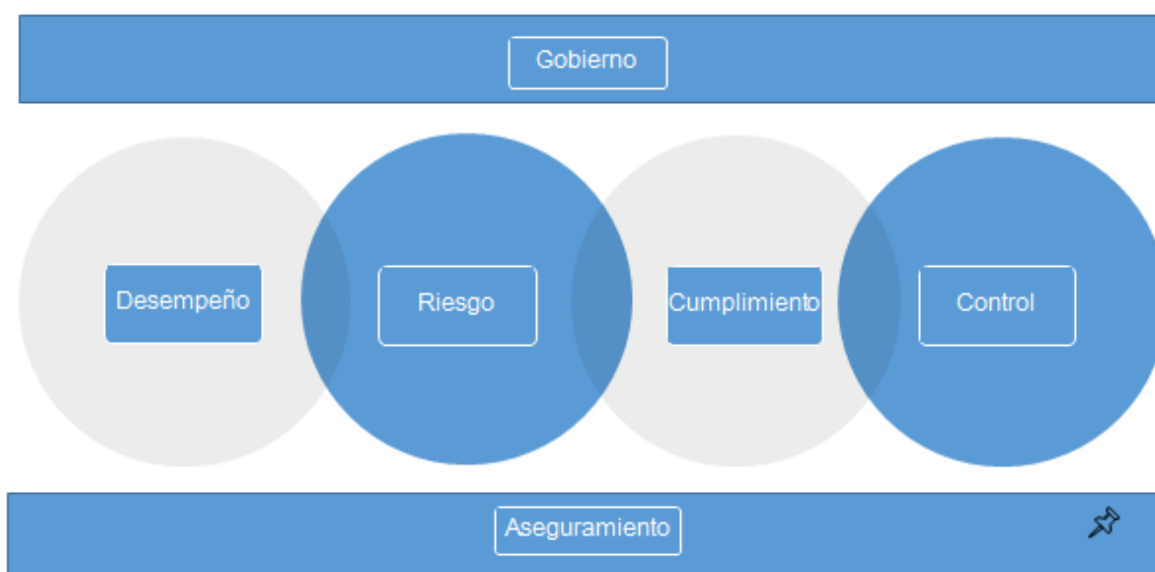 Gobierno
Desempeño
Riesgo
Cumplimiento
Control
Aseguramiento